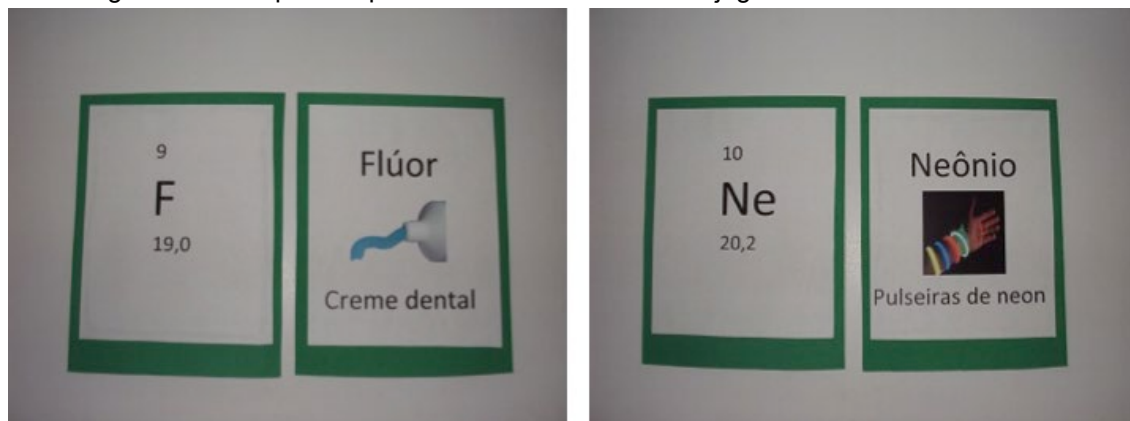 9
F
19,0
Flúor
Creme dental
10
Ne
20,2
Neônio
Pulseiras de neon